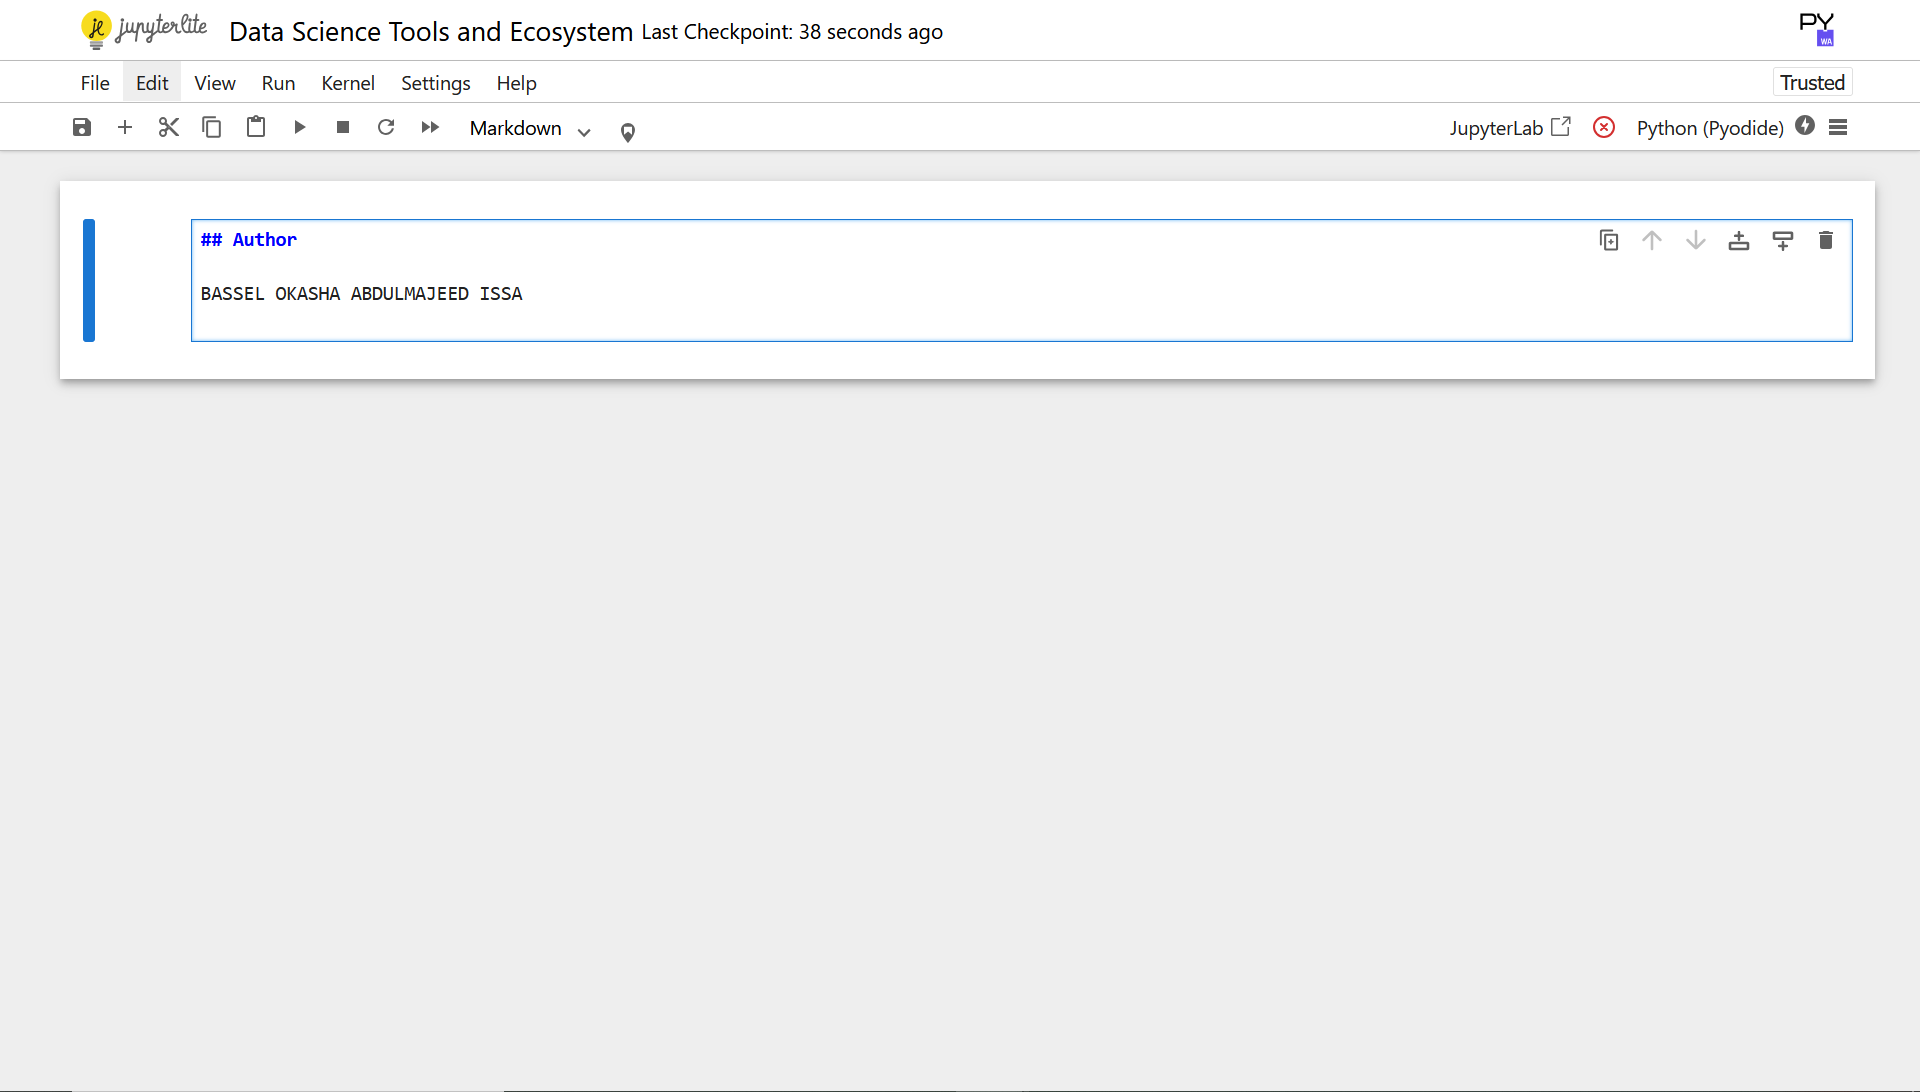 jupyterlite Data Science Tools and Ecosystem Last Checkpoint: 38 seconds ago
PY
WA
File Edit View Run Kernel Settings Help
Trusted
Markdown
JupyterLab
Python (Pyodide)
## Author
BASSEL OKASHA ABDULMAJEED ISSA